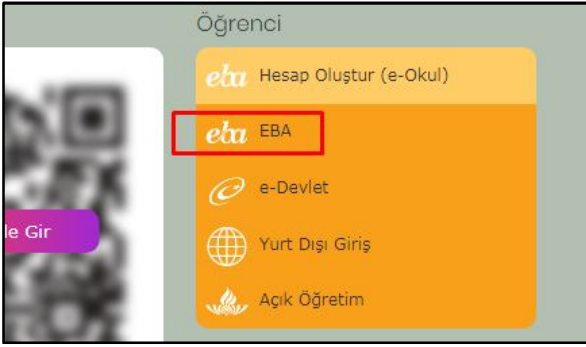 Öğrenci
eba Hesap Oluştur (e-Okul)
eba EBA
e-Devlet
le Gir
Yurt Dışı Giriş
Açık Öğretim